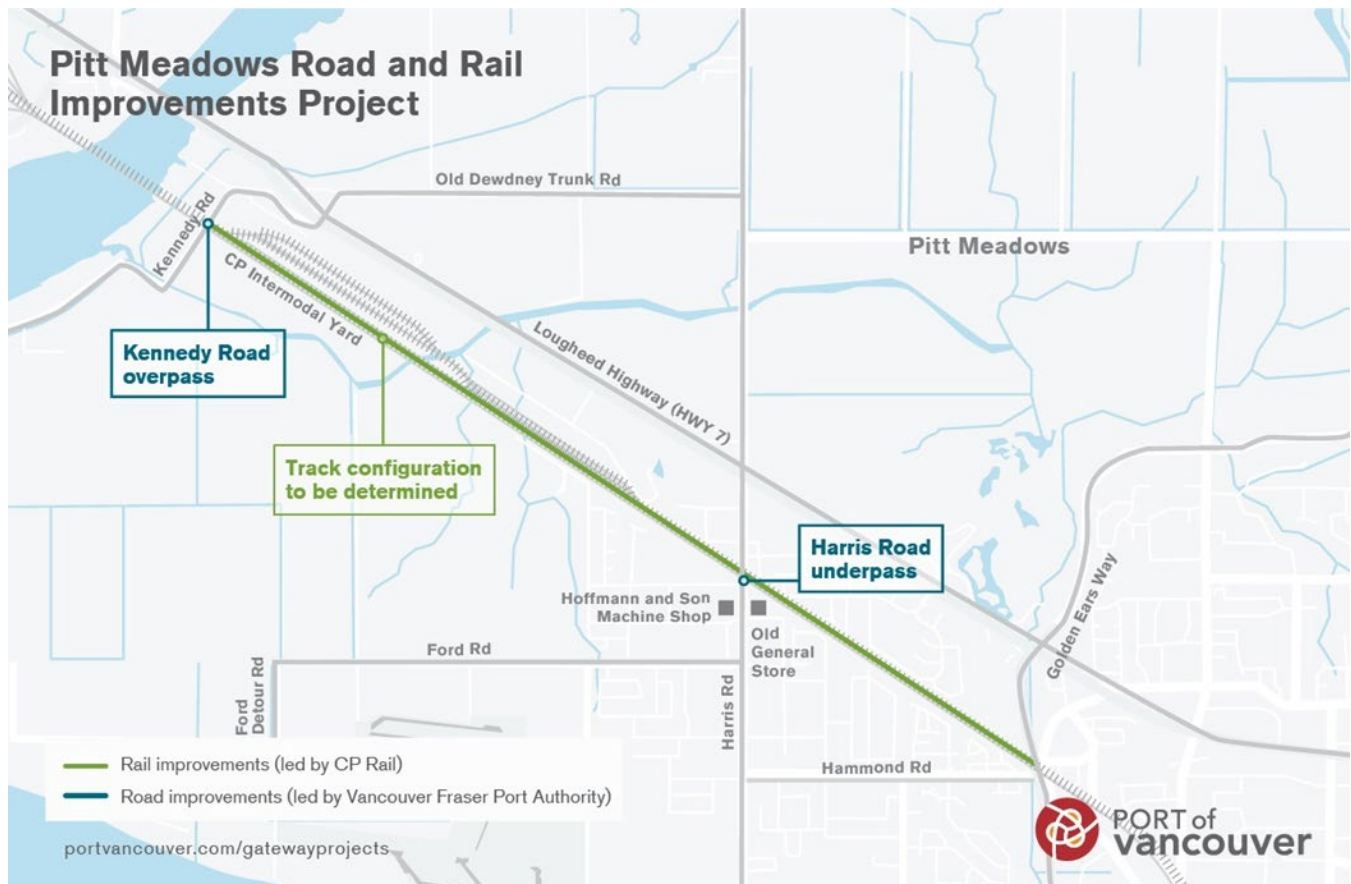 Pitt Meadows Road and Rail
Improvements Project
Old Dewdney Trunk Rd
Kennedy Rd
Pitt Meadows
CP Intermodal Yard
Kennedy Road
overpass
Lougheed Highway (HWY 7)
Track configuration
to be determined
Harris Road
underpass
Hoffmann and Son
Machine Shop
Old
General
Store
Golden Ears Way
Ford Rd
Ford
Detour Rd
Harris Rd
Hammond Rd
Rail improvements (led by CP Rail)
Road improvements (led by Vancouver Fraser Port Authority)
portvancouver.com/gatewayprojects
PORT of
vancouver